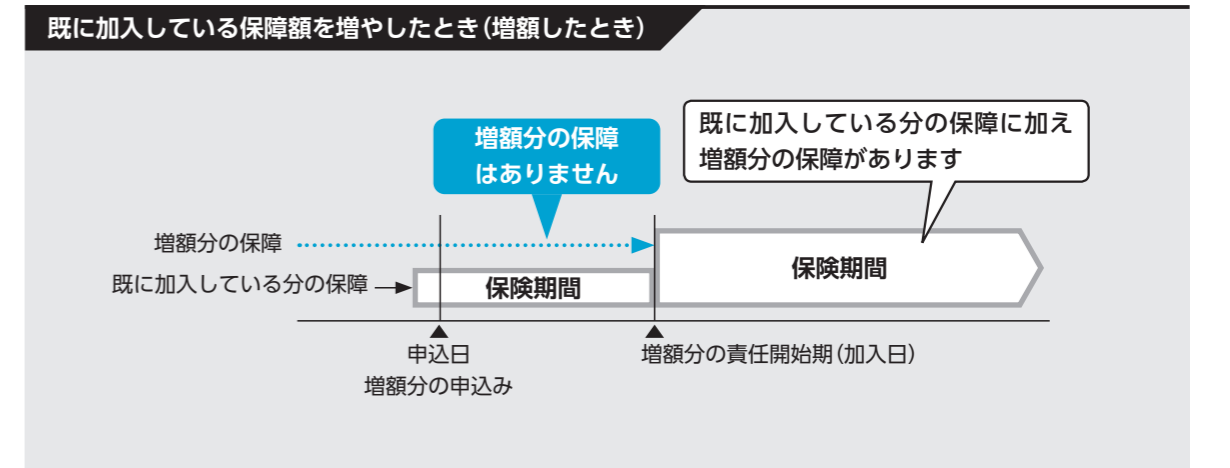 既に加入している保障額を増やしたとき(増額したとき)
増額分の保障
はありません
既に加入している分の保障に加え
増額分の保障があります
増額分の保障
既に加入している分の保障
保険期間
保険期間
申込日
増額分の申込み
増額分の責任開始期(加入日)